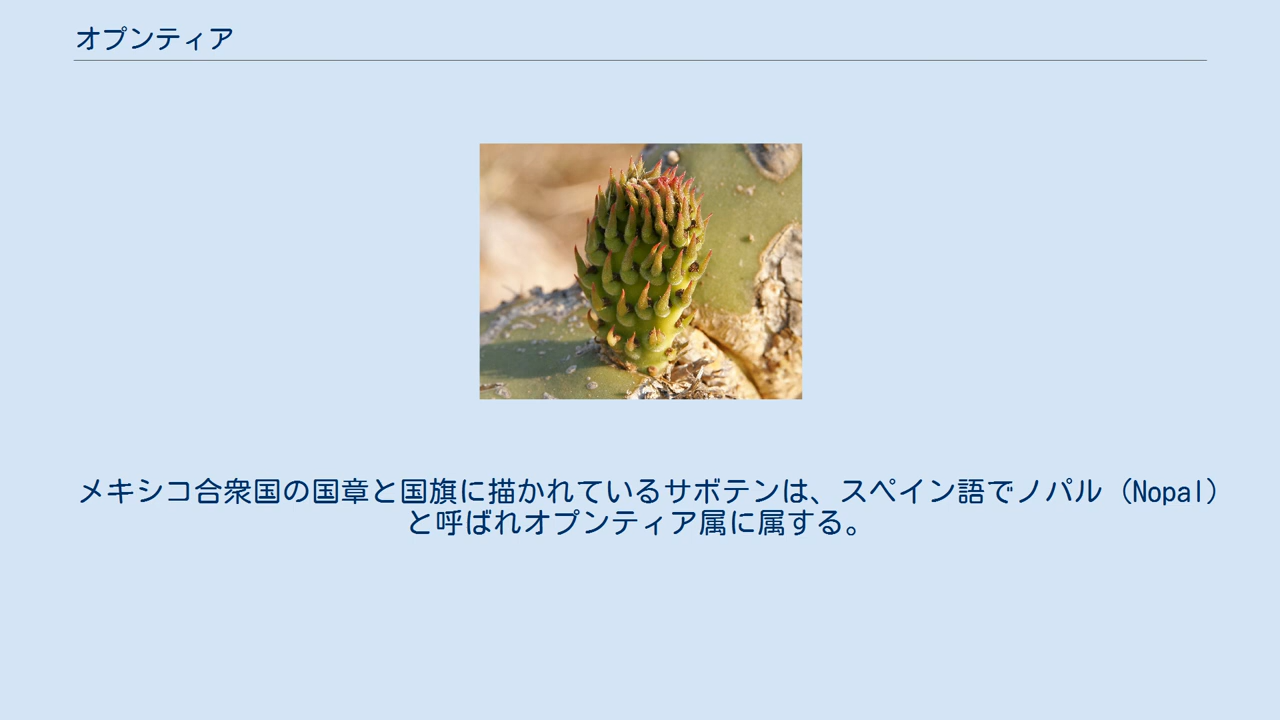 オプンティア
メキシコ合衆国の国章と国旗に描かれているサボテンは、スペイン語でノパル（Nopal）
と呼ばれオプンティア属に属する。